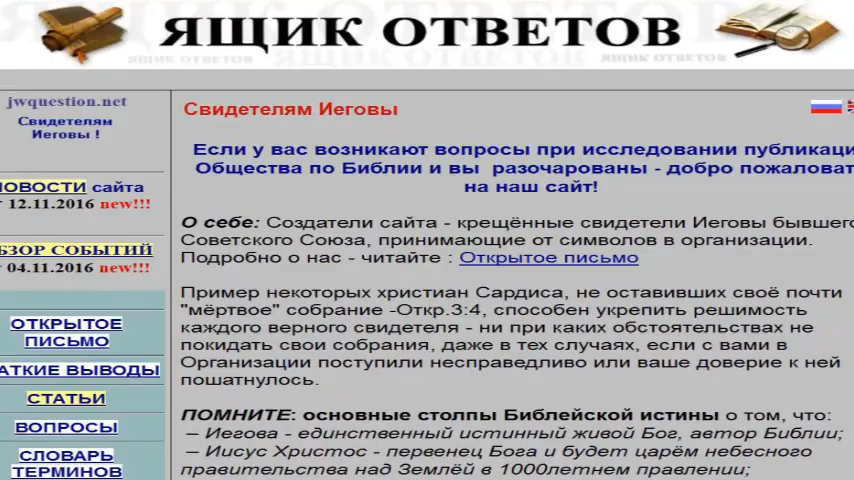 ЯЩИК ОТВЕТОВ
jwquestion.net
Свидетелям
Иеговы !
НОВОСТИ сайта
12.11.2016 new!!!
ОБЗОР СОБЫТИЙ
04.11.2016 new!!!
ОТКРЫТОЕ
ПИСЬМО
КРАТКИЕ ВЫВОДЫ
СТАТЬИ
ВОПРОСЫ
СЛОВАРЬ
ТЕРМИНОВ
Свидетелям Иеговы
Если у вас возникают вопросы при исследовании публикаци
Общества по Библии и вы разочарованы - добро пожаловат
на наш сайт!
О себе: Создатели сайта - крещённые свидетели Иеговы бывшего
Советского Союза, принимающие от символов в организации.
Подробно о нас - читайте : Открытое письмо
Пример некоторых христиан Сардиса, не оставивших своё почти
"мёртвое" собрание -Откр.3:4, способен укрепить решимость
каждого верного свидетеля - ни при каких обстоятельствах не
покидать свои собрания, даже в тех случаях, если с вами в
Организации поступили несправедливо или ваше доверие к ней
пошатнулось.
ПОМНИТЕ: основные столпы Библейской истины о том, что:
– Иегова - единственный истинный живой Бог, автор Библии;
– Иисус Христос - первенец Бога и будет царём небесного
правительства над Землёй в 1000летнем правлении;